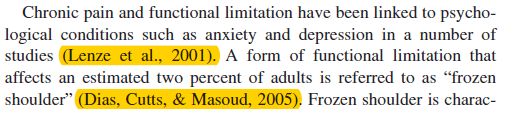 Chronic pain and functional limitation have been linked to psycho-
logical conditions such as anxiety and depression in a number of
studies (Lenze et al., 2001). A form of functional limitation that
affects an estimated two percent of adults is referred to as “frozen
shoulder” (Dias, Cutts, & Masoud, 2005). Frozen shoulder is charac-